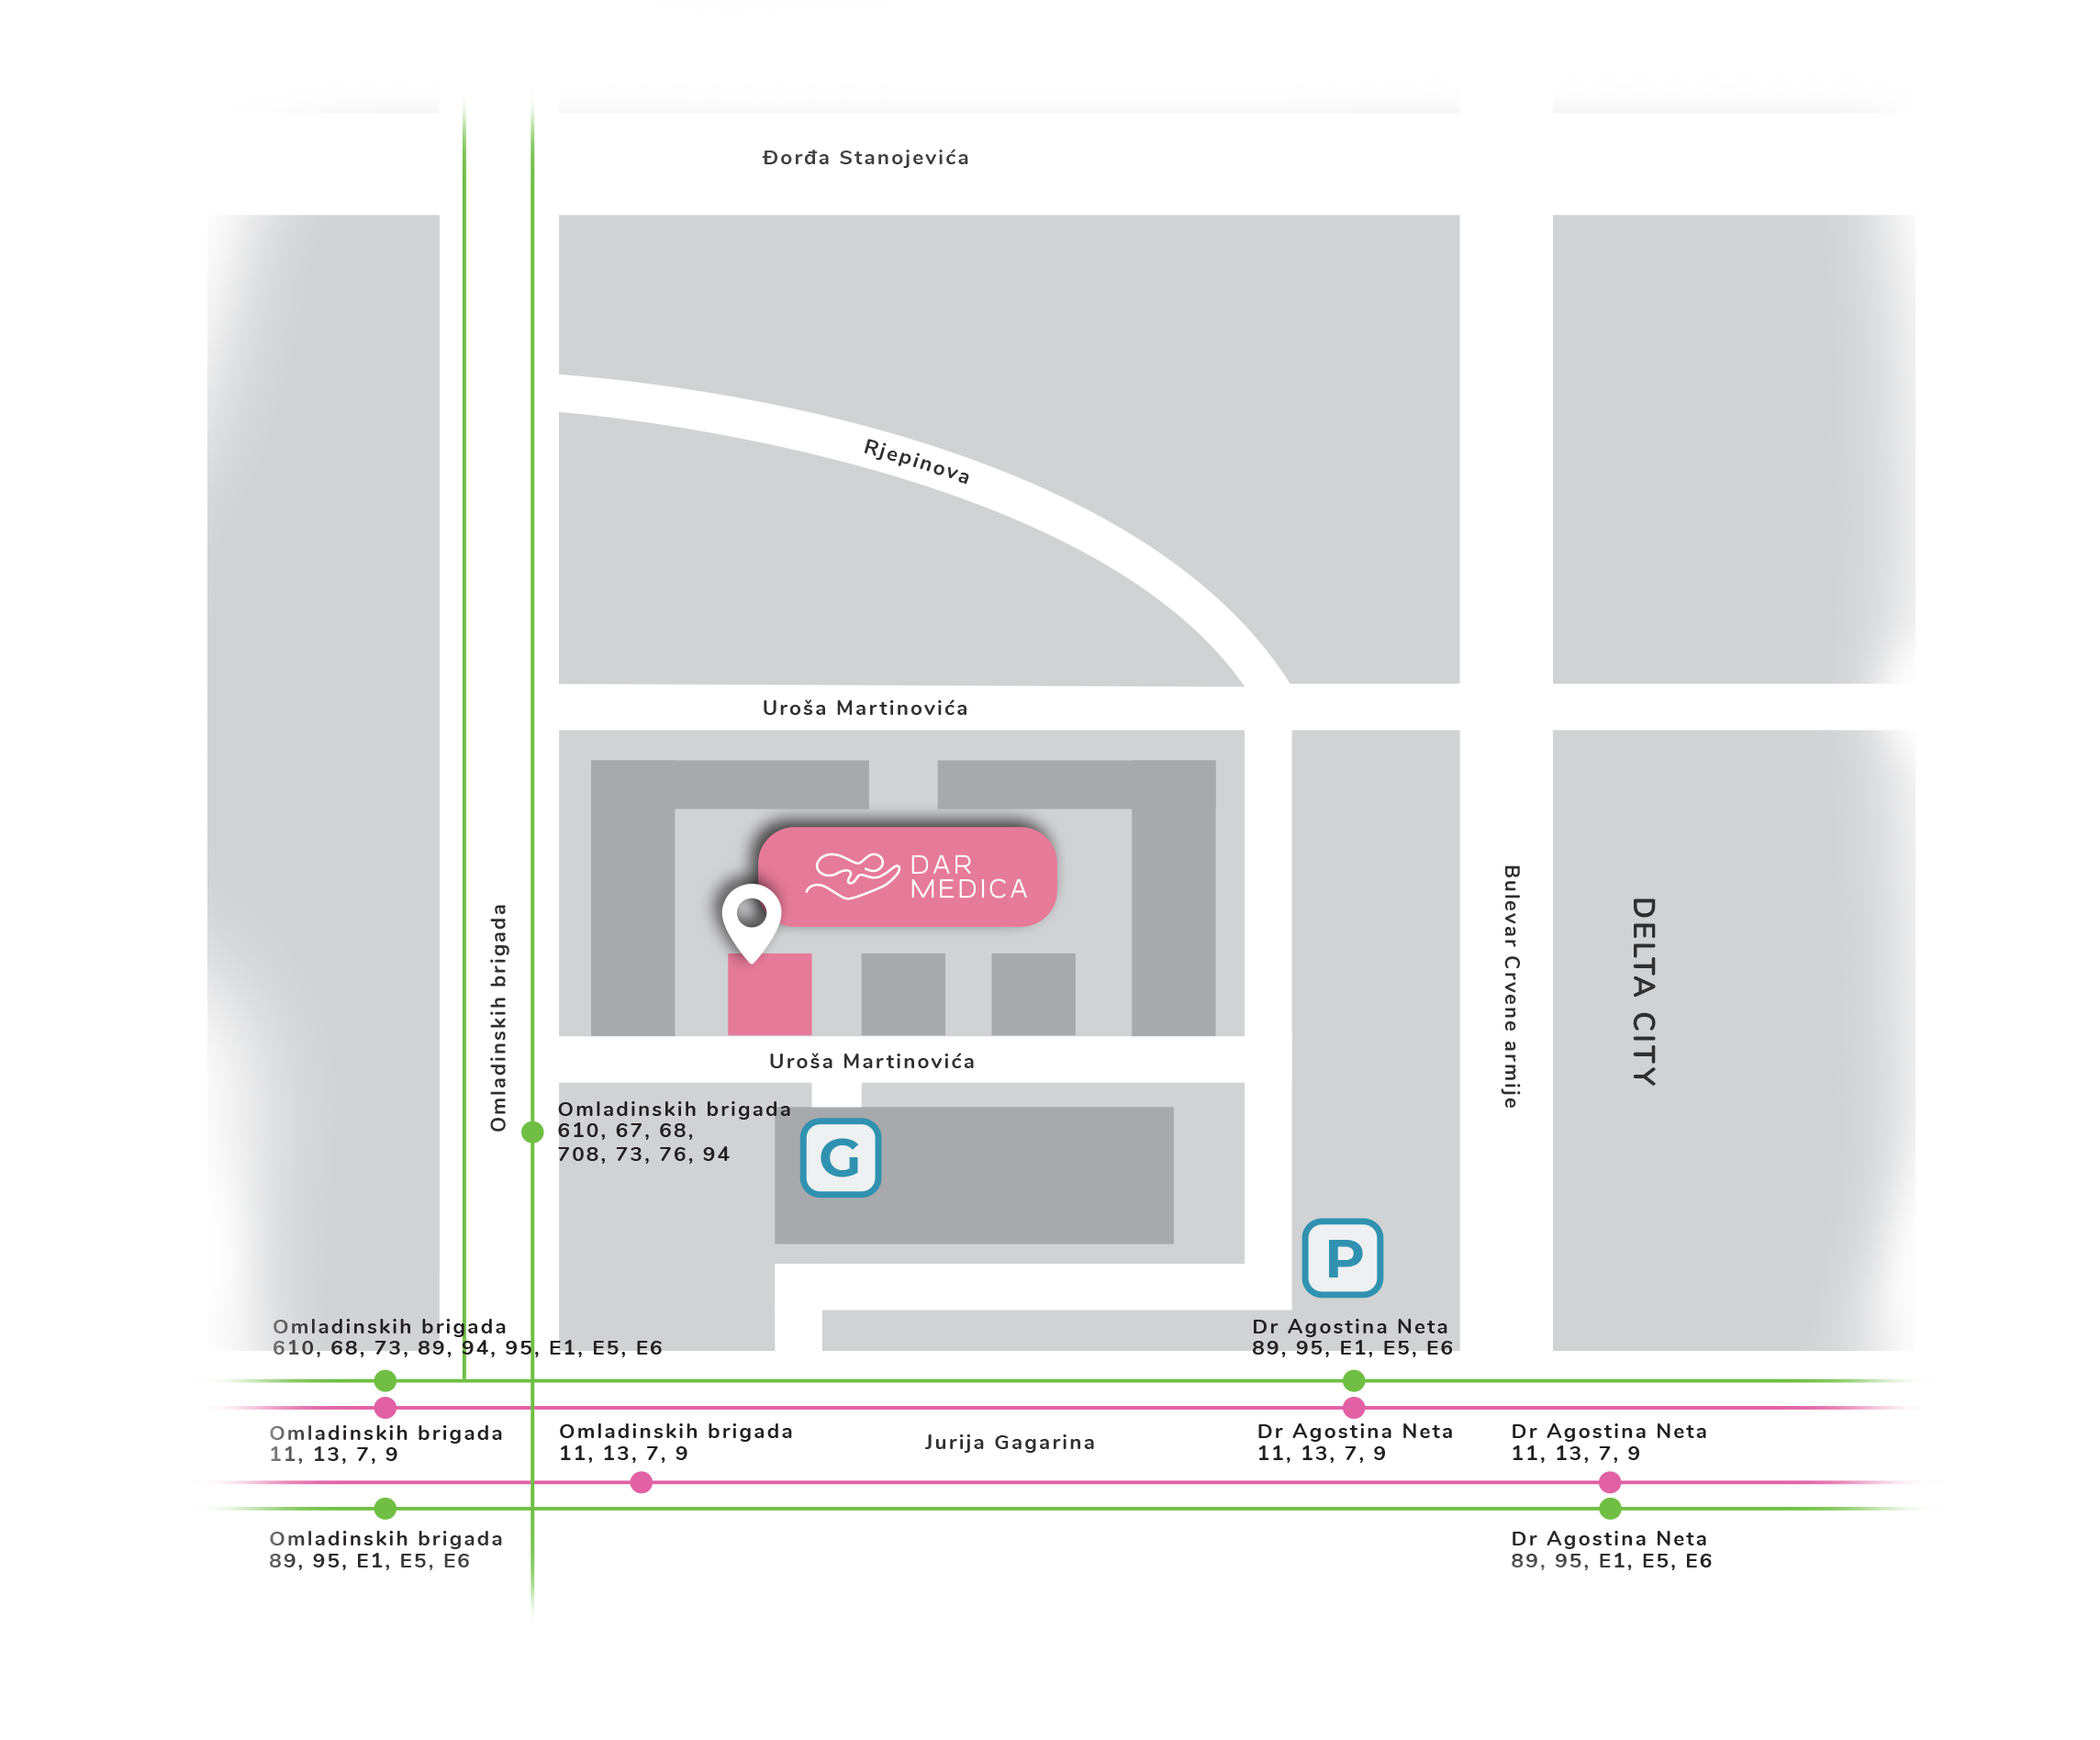 Đorđa Stanojevića
Rjepinova
Uroša Martinovića
DAR
MEDICA
Omladinskih brigada
Bulevar Crvene armije
DELTA CITY
Uroša Martinovića
Omladinskih brigada
610, 67, 68,
708, 73, 76, 94
G
P
Omladinskih brigada
610, 68, 73, 89, 94, 95, E1, E5, E6
Dr Agostina Neta
89, 95, E1, E5, E6
Omladinskih brigada
11, 13, 7, 9
Omladinskih brigada
11, 13, 7, 9
Jurija Gagarina
Dr Agostina Neta
11, 13, 7, 9
Dr Agostina Neta
11, 13, 7, 9
Omladinskih brigada
89, 95, E1, E5, E6
Dr Agostina Neta
89, 95, E1, E5, E6